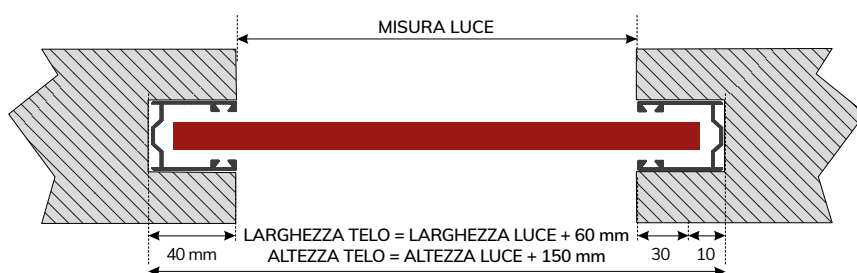 MISURA LUCE
LARGHEZZA TELO = LARGHEZZA LUCE + 60 mm
40 mm
ALTEZZA TELO = ALTEZZA LUCE + 150 mm
30
10